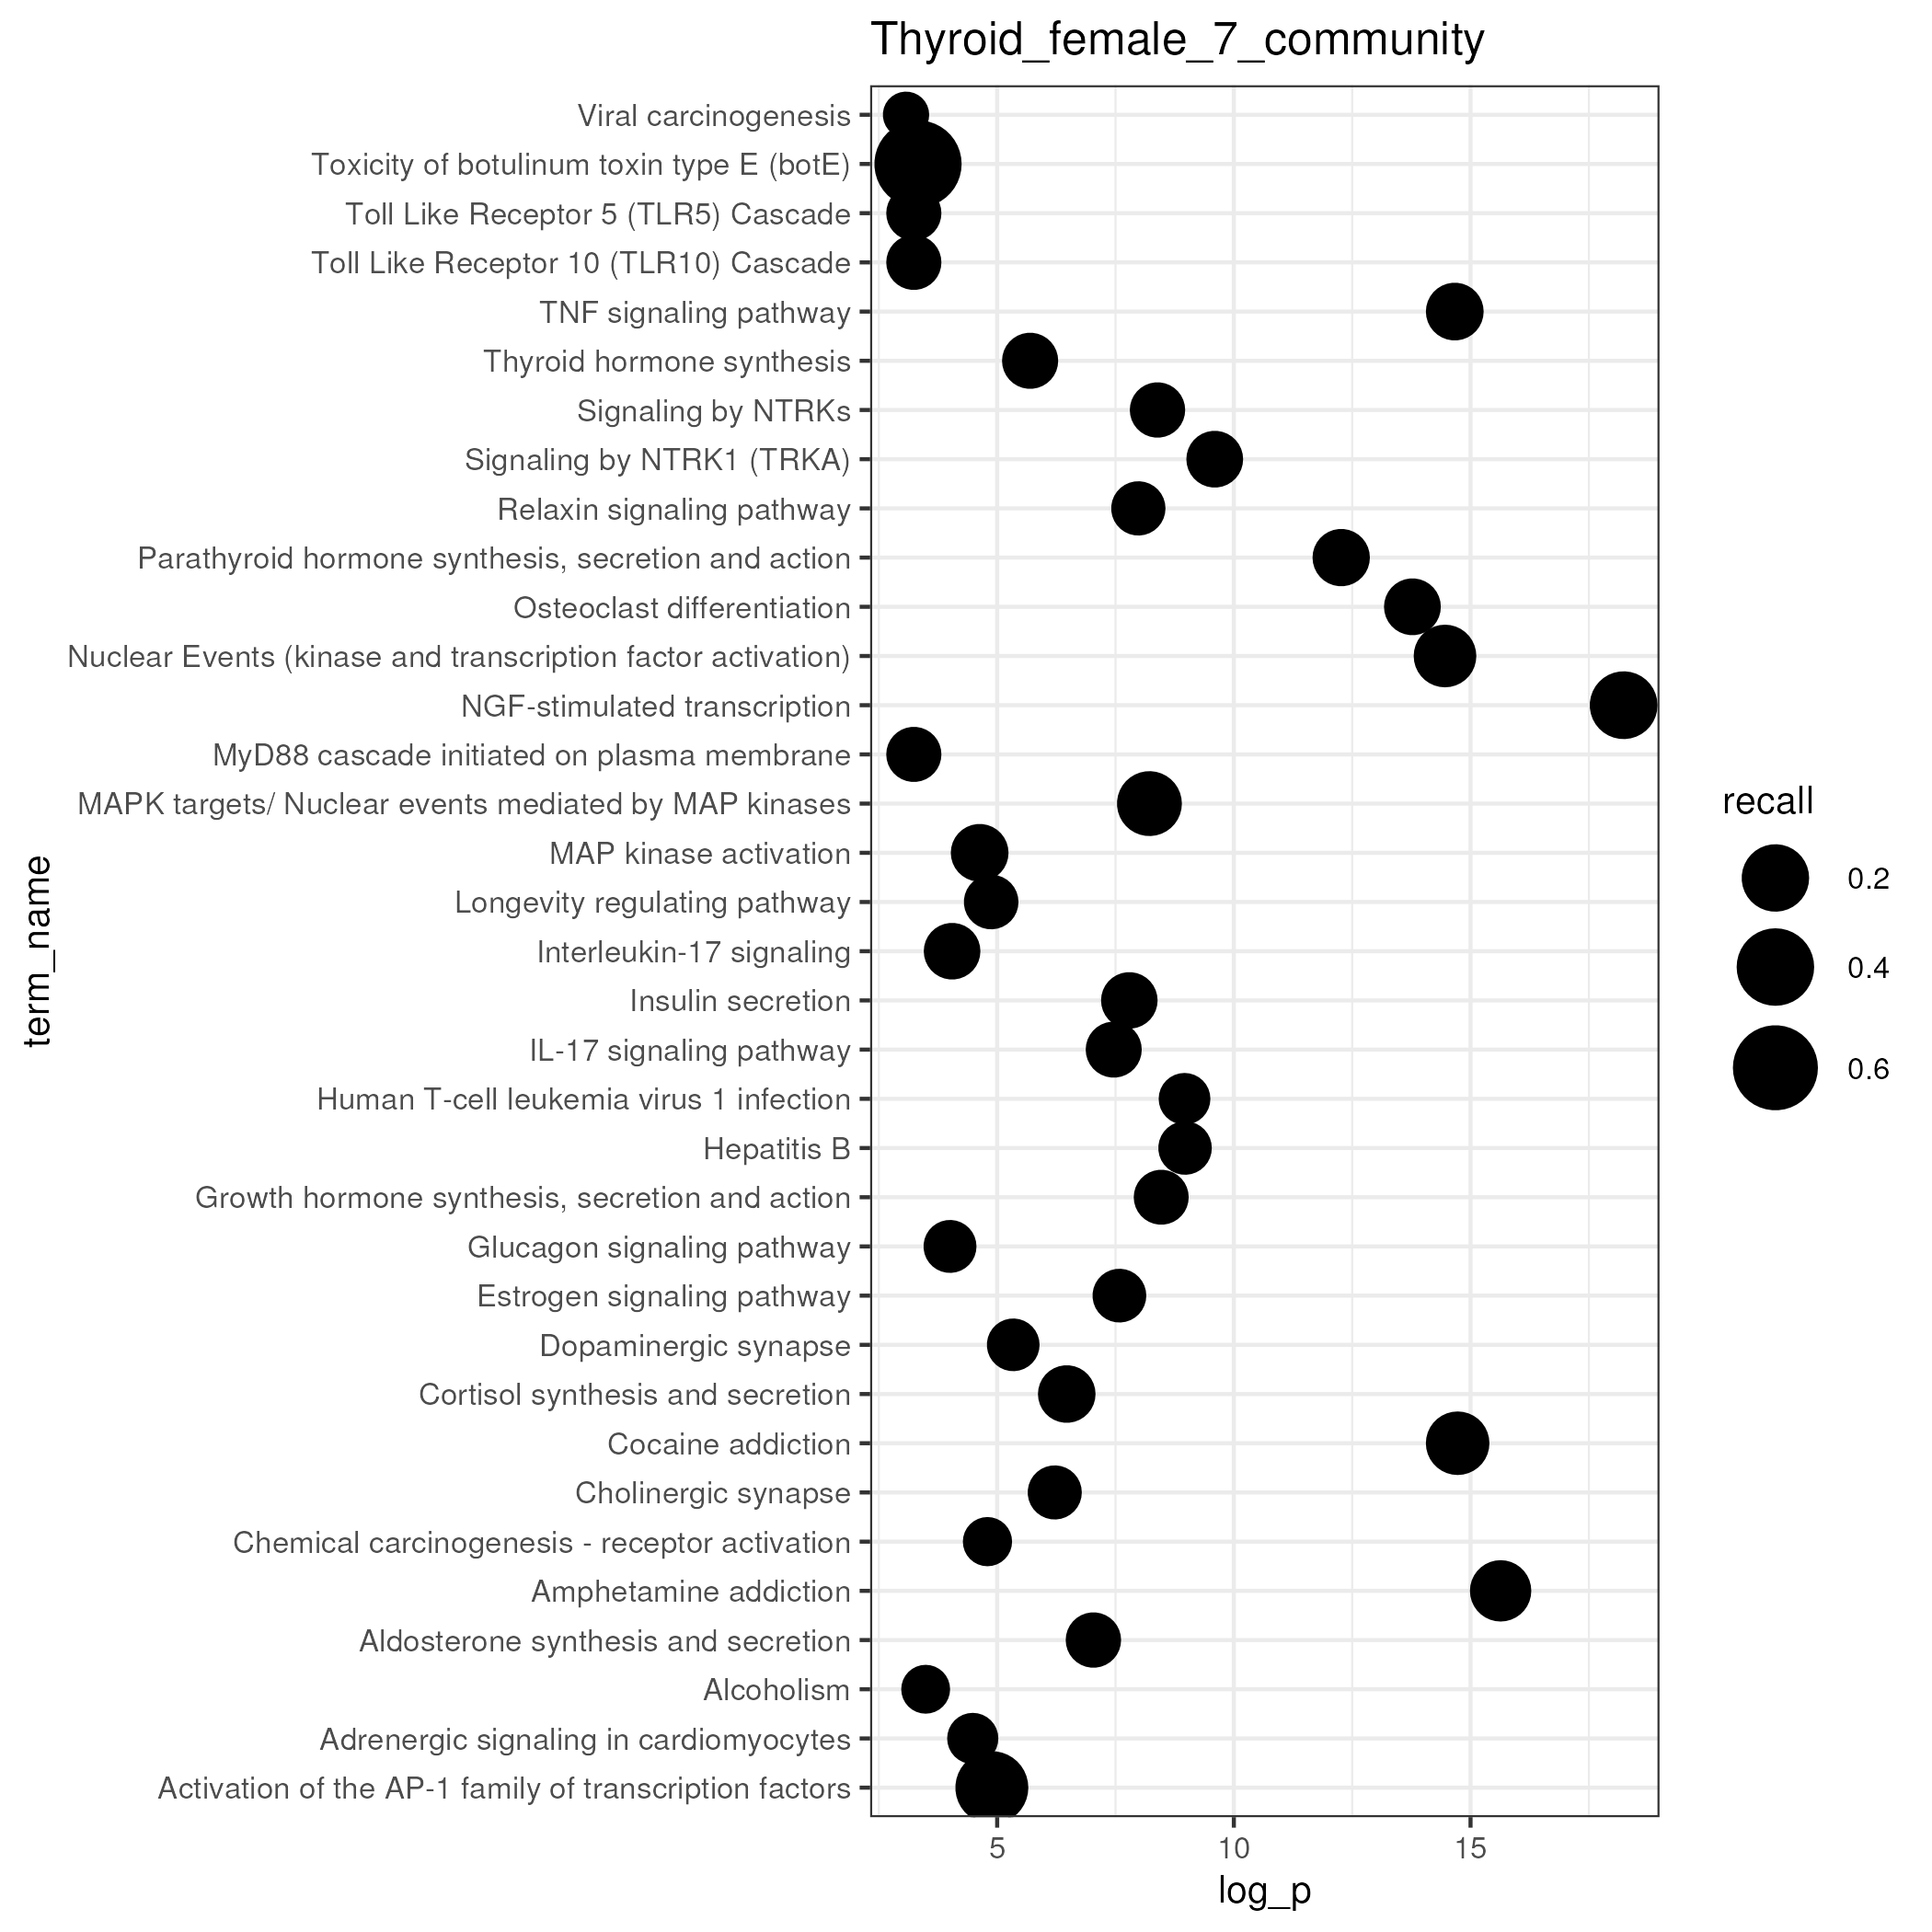 Thyroid_female_7_community
Viral carcinogenesis
Toxicity of botulinum toxin type E (botE)
Toll Like Receptor 5 (TLR5) Cascade
Toll Like Receptor 10 (TLR10) Cascade
TNF signaling pathway
Thyroid hormone synthesis
Signaling by NTRKs
Signaling by NTRK1 (TRKA)
Relaxin signaling pathway
Parathyroid hormone synthesis, secretion and action
Osteoclast differentiation
Nuclear Events (kinase and transcription factor activation)
NGF-stimulated transcription
MyD88 cascade initiated on plasma membrane
MAPK targets/ Nuclear events mediated by MAP kinases
MAP kinase activation
Longevity regulating pathway
Interleukin-17 signaling
Insulin secretion
IL-17 signaling pathway
Human T-cell leukemia virus 1 infection
Hepatitis B
Growth hormone synthesis, secretion and action
Glucagon signaling pathway
Estrogen signaling pathway
Dopaminergic synapse
Cortisol synthesis and secretion
Cocaine addiction
Cholinergic synapse
Chemical carcinogenesis - receptor activation
Amphetamine addiction
Aldosterone synthesis and secretion
Alcoholism
Adrenergic signaling in cardiomyocytes
Activation of the AP-1 family of transcription factors
term_name
5 10 15
log_p
recall
0.2
0.4
0.6